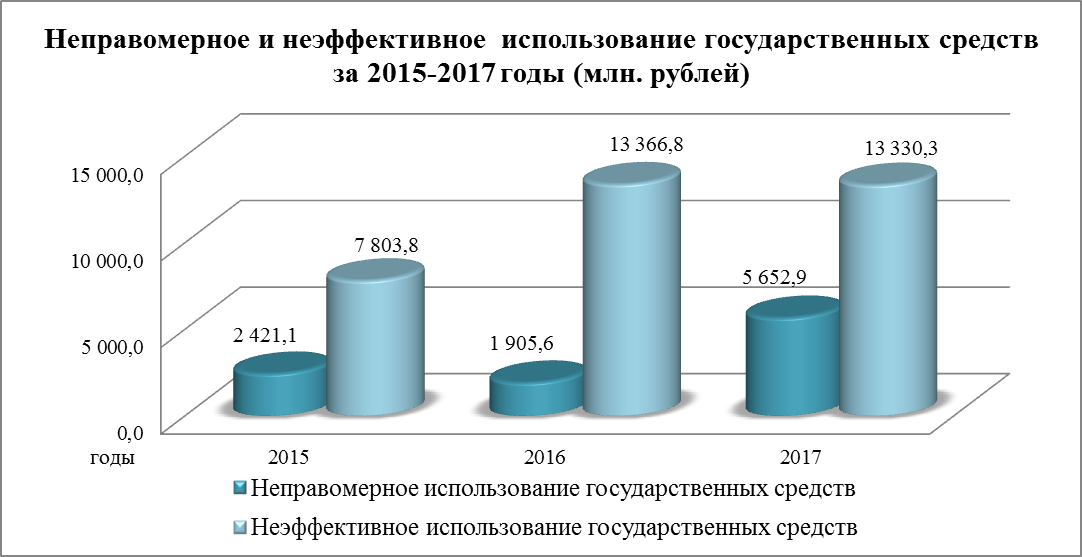 Неправомерное и неэффективное использование государственных средств
за 2015-2017 годы (млн. рублей)
15 000,0
10 000,0
5 000,0
0,0
годы
2 421,1
7 803,8
1 905,6
13 366,8
5 652,9
13 330,3
2015
2016
2017
Неправомерное использование государственных средств
Неэффективное использование государственных средств